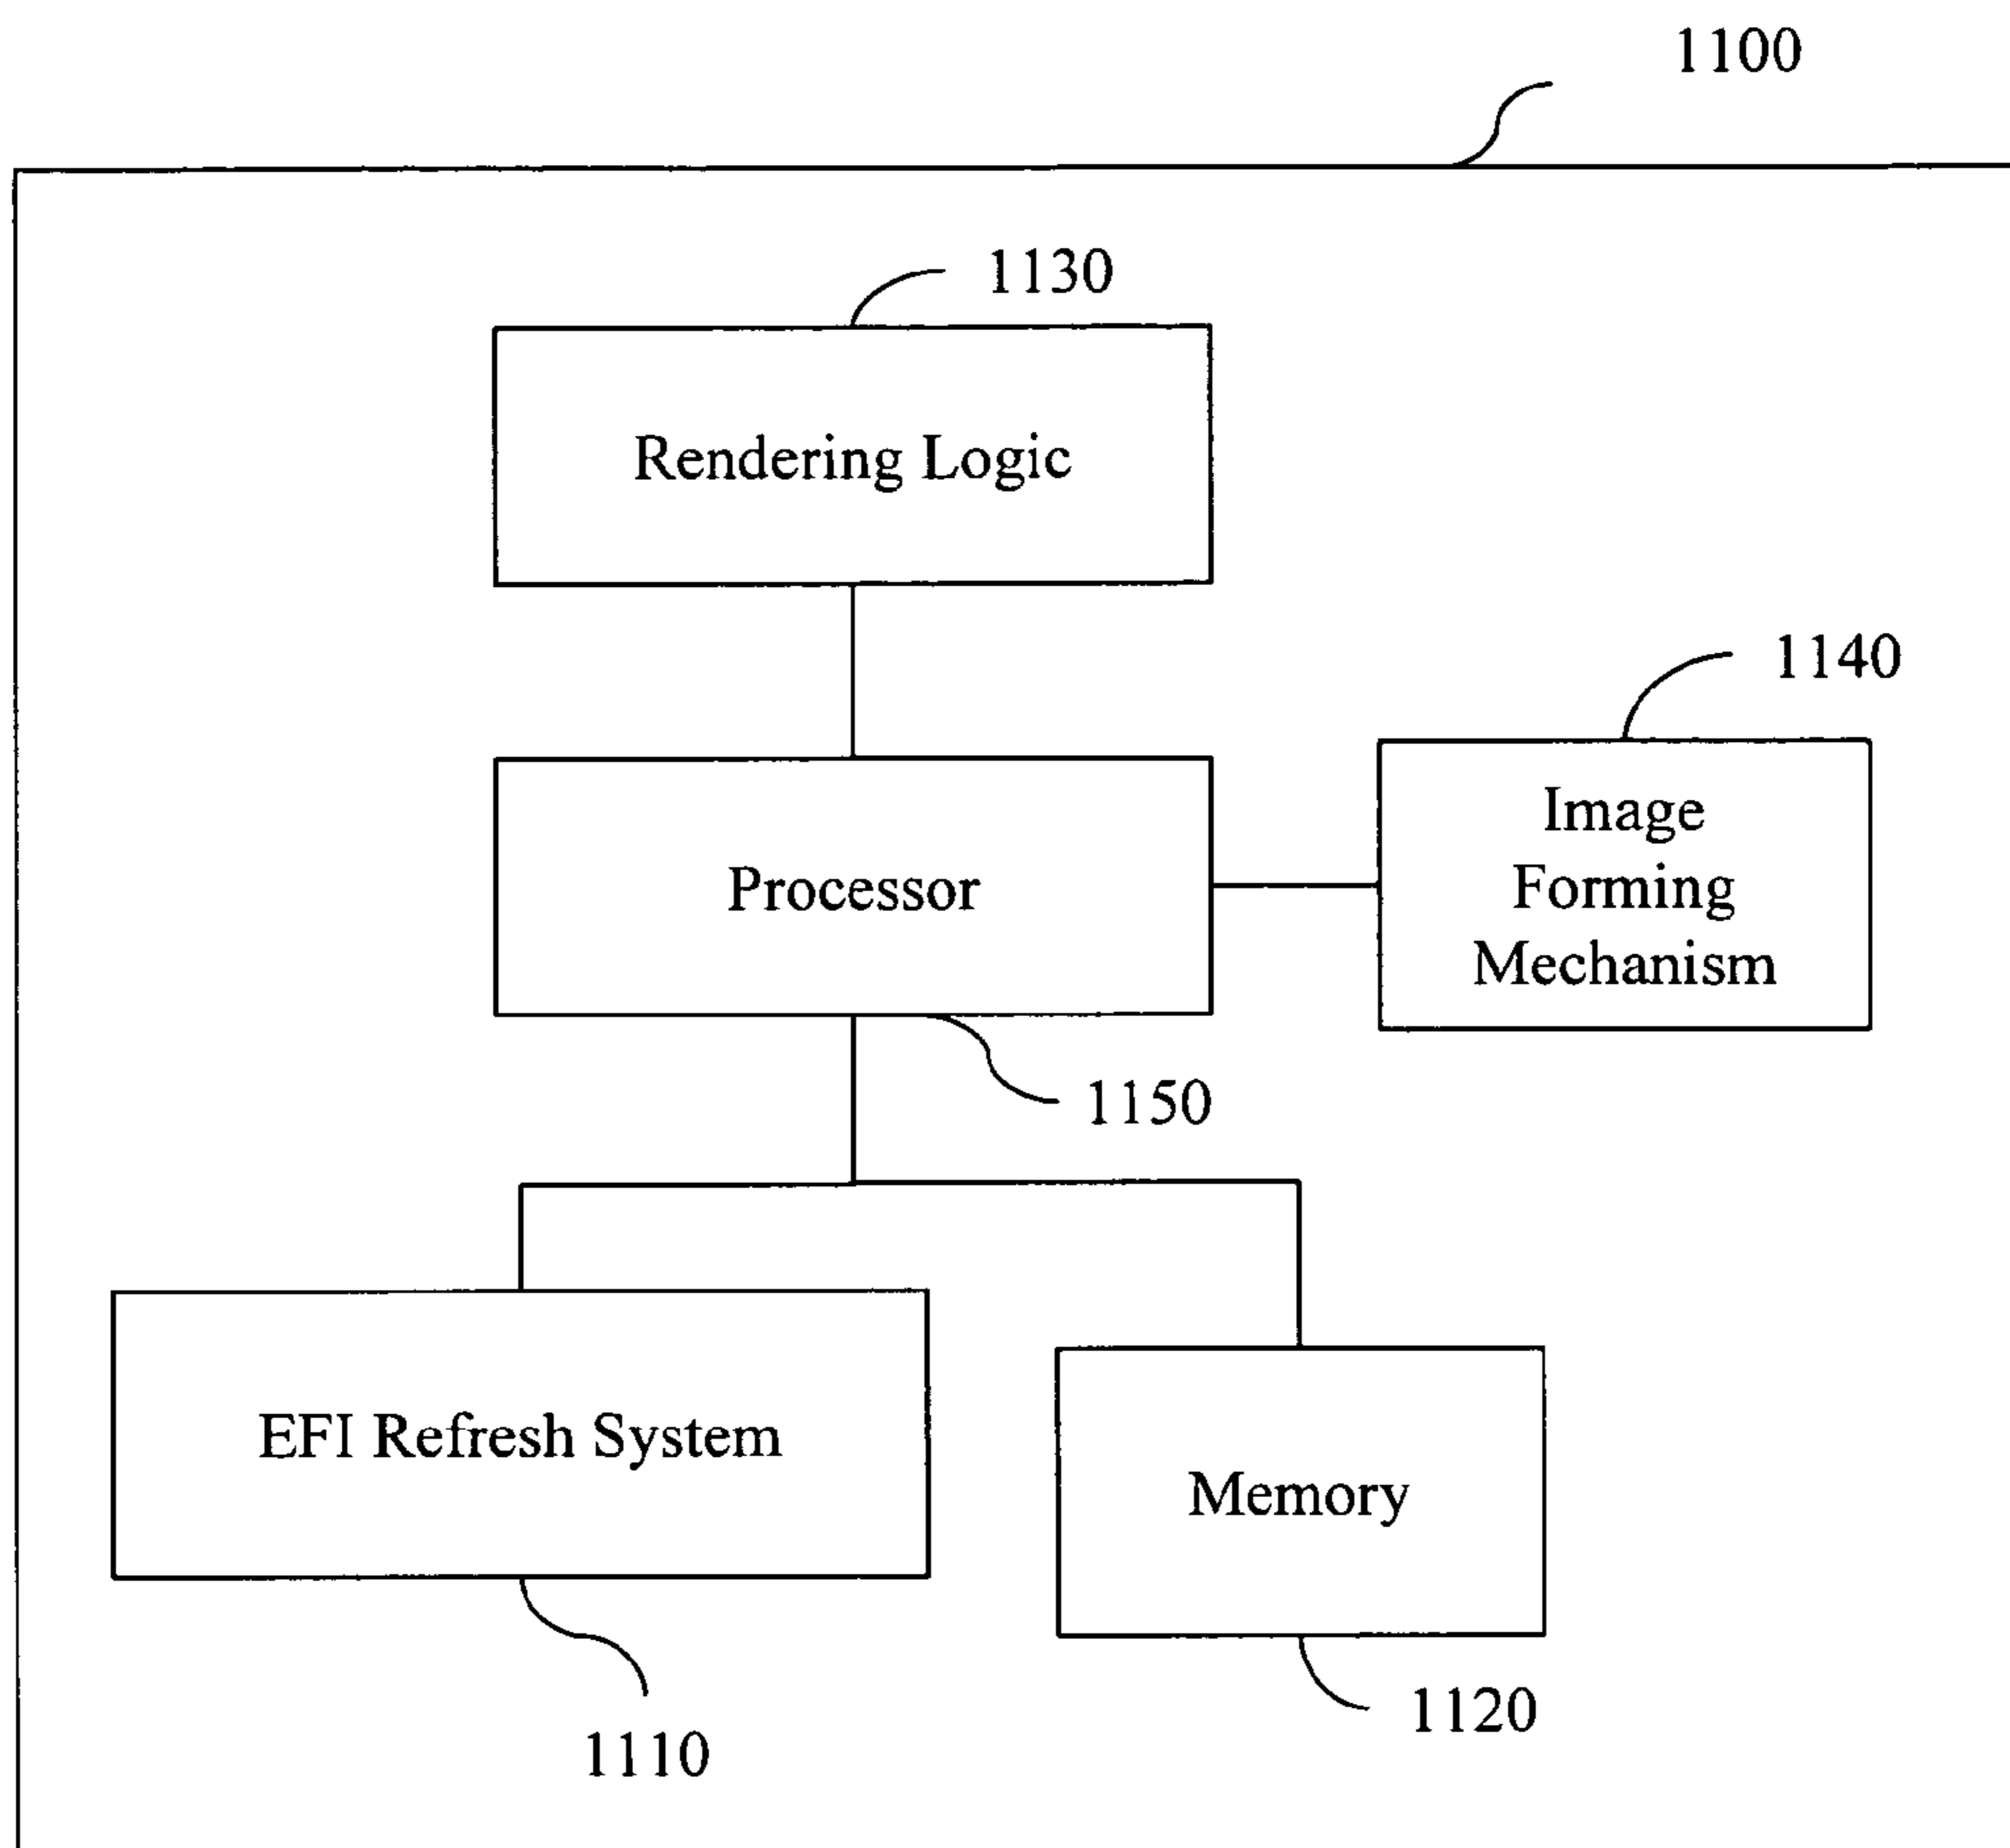 1100
1130
Rendering Logic
1140
Image
Forming
Mechanism
Processor
1150
EFI Refresh System
Memory
1120
1110